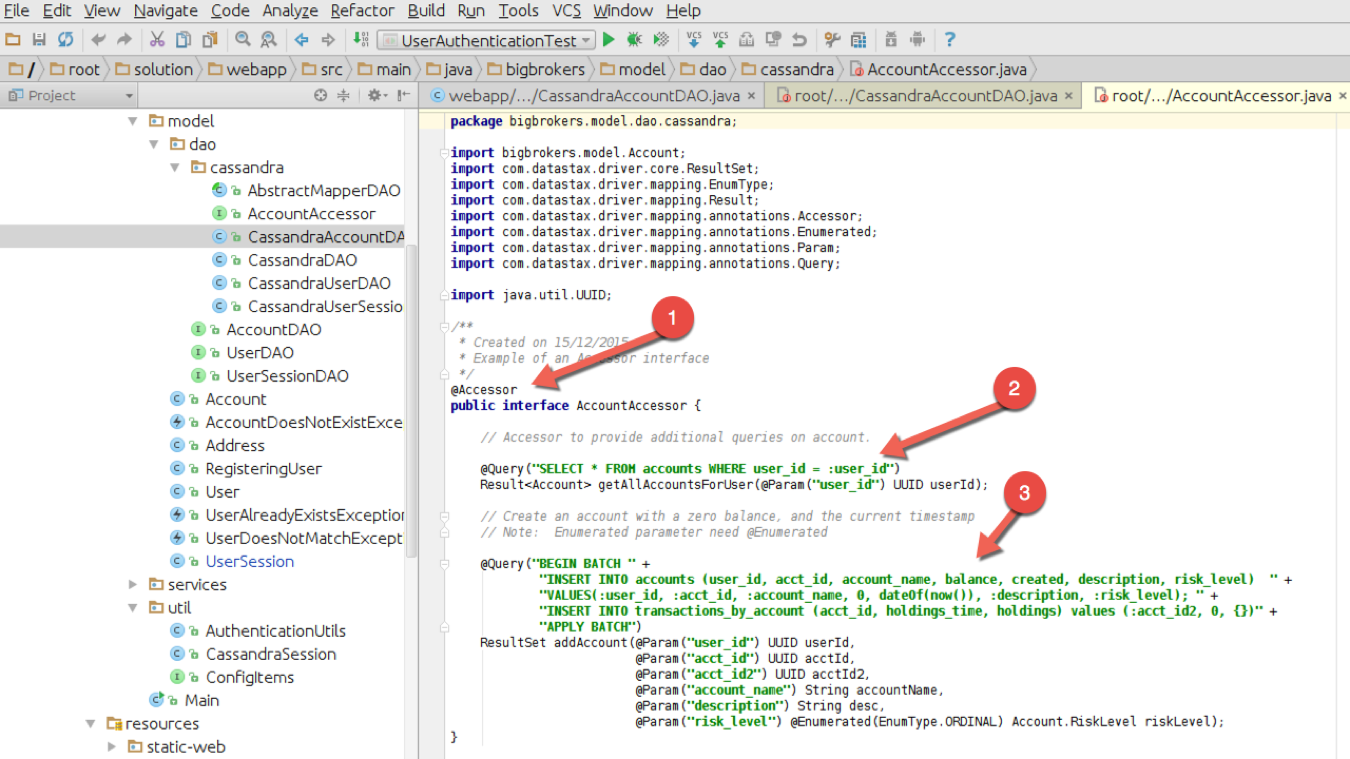 File Edit View Navigate Code Analyze Refactor Build Run Tools VCS Window Help
UserAuthenticationTest VCS VCS ?
/ root solution webapp src main java bigbrokers model dao cassandra AccountAccessor.java
Project webapp/.../CassandraAccountDAO.java × root/.../CassandraAccountDAO.java × root/.../AccountAccessor.java ×
model
dao
cassandra
AbstractMapperDAO
AccountAccessor
CassandraAccountDA
CassandraDAO
CassandraUserDAO
CassandraUserSessio
AccountDAO
UserDAO
UserSessionDAO
Account
AccountDoesNotExistExce
Address
RegisteringUser
User
UserAlreadyExistsException
UserDoesNotMatchExcept
UserSession
services
util
AuthenticationUtils
CassandraSession
ConfigItems
Main
resources
static-web
package bigbrokers.model.dao.cassandra;
import bigbrokers.model.Account;
import com.datastax.driver.core.ResultSet;
import com.datastax.driver.mapping.EnumType;
import com.datastax.driver.mapping.Result;
import com.datastax.driver.mapping.annotations.Accessor;
import com.datastax.driver.mapping.annotations.Enumerated;
import com.datastax.driver.mapping.annotations.Param;
import com.datastax.driver.mapping.annotations.Query;
import java.util.UUID;
/**
* Created on 15/12/2015
* Example of an Accessor interface
*/
@Accessor
public interface AccountAccessor {
// Accessor to provide additional queries on account.
@Query("SELECT * FROM accounts WHERE user_id = :user_id")
Result<Account> getAllAccountsForUser(@Param("user_id") UUID userId);
// Create an account with a zero balance, and the current timestamp
// Note: Enumerated parameter need @Enumerated
@Query("BEGIN BATCH " +
"INSERT INTO accounts (user_id, acct_id, account_name, balance, created, description, risk_level) " +
"VALUES(:user_id, :acct_id, :account_name, 0, dateOf(now()), :description, :risk_level); " +
"INSERT INTO transactions_by_account (acct_id, holdings_time, holdings) values (:acct_id2, 0, {})" +
"APPLY BATCH")
ResultSet addAccount(@Param("user_id") UUID userId,
@Param("acct_id") UUID acctId,
@Param("acct_id2") UUID acctId2,
@Param("account_name") String accountName,
@Param("description") String desc,
@Param("risk_level") @Enumerated(EnumType.ORDINAL) Account.RiskLevel riskLevel);
}
1
2
3